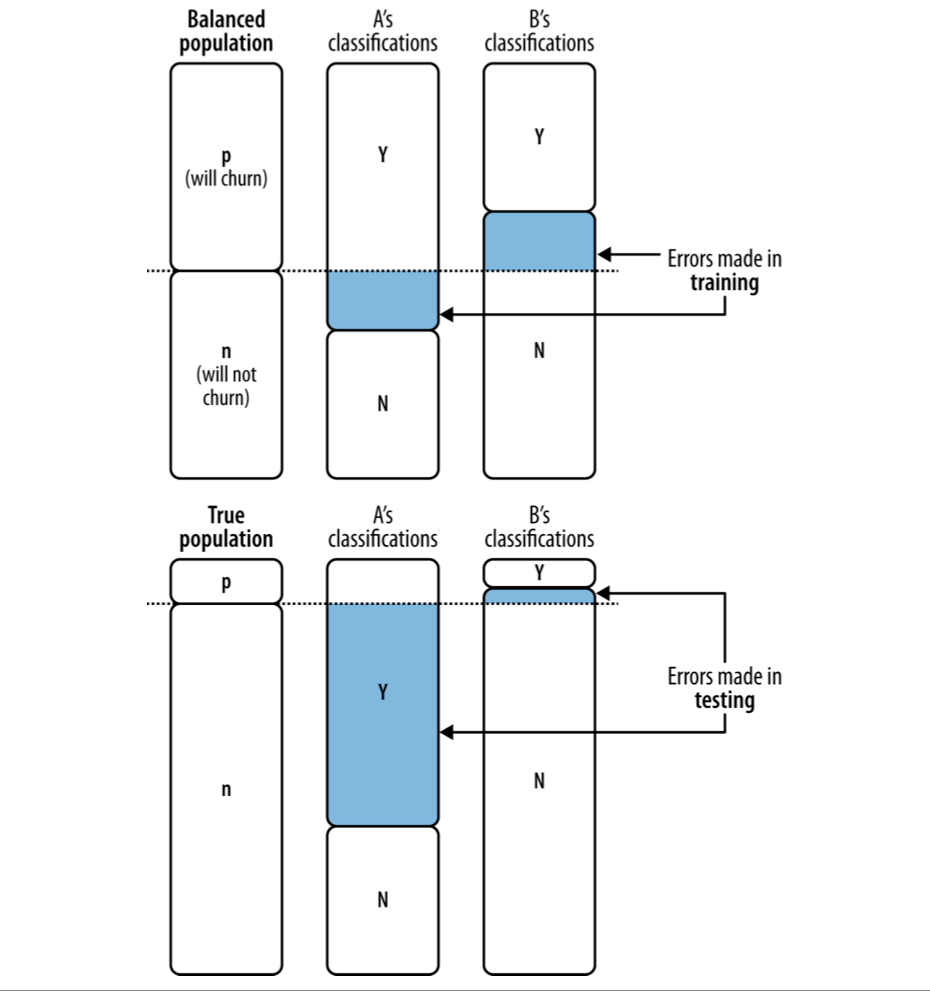 Balanced
population
A's
classifications
B's
classifications
p
(will churn)
Y
Y
n
(will not
churn)
N
N
Errors made in
training
True
population
A's
classifications
B's
classifications
p
Y
Y
n
N
N
Errors made in
testing